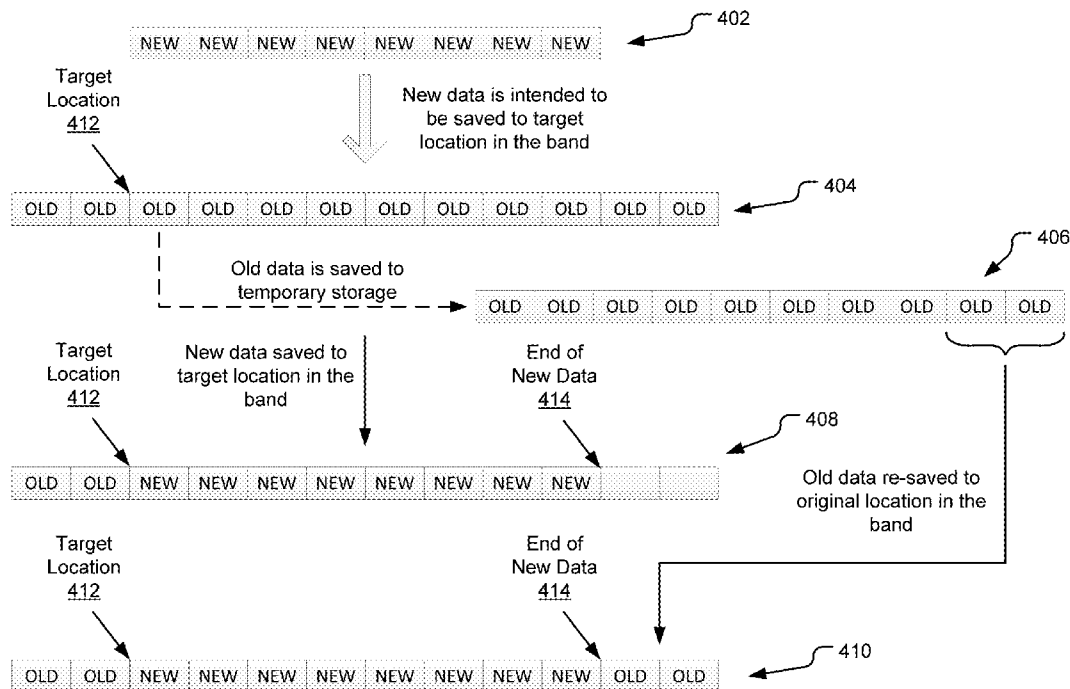 NEW NEW NEW NEW NEW NEW NEW NEW
402
Target
Location
412
New data is intended to
be saved to target
location in the band
OLD OLD OLD OLD OLD OLD OLD OLD OLD OLD OLD OLD
404
406
Old data is saved to
temporary storage
OLD OLD OLD OLD OLD OLD OLD OLD OLD OLD
Target
Location
412
New data saved to
target location in the
band
End of
New Data
414
408
OLD OLD NEW NEW NEW NEW NEW NEW NEW NEW
Old data re-saved to
original location in the
band
Target
Location
412
End of
New Data
414
410
OLD OLD NEW NEW NEW NEW NEW NEW NEW NEW OLD OLD